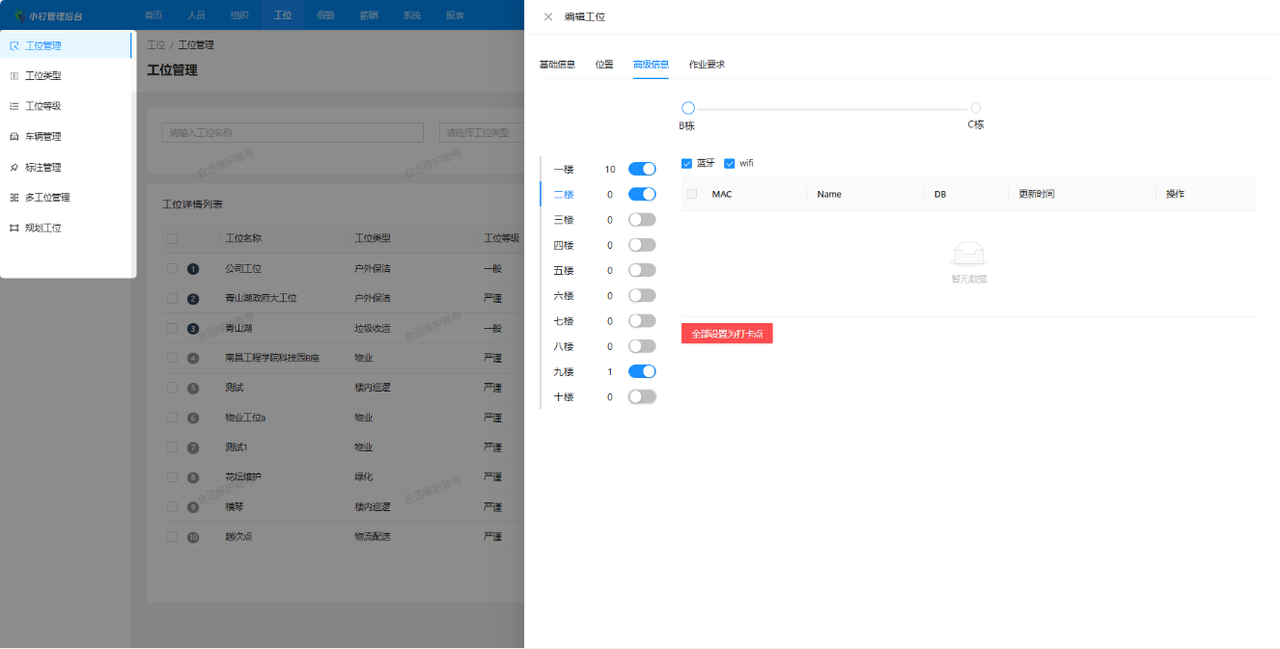 小钉管理后台 首页 人员 组织 工位 假勤 薪酬 系统 报表
工位管理
工位类型
工位等级
车辆管理
标注管理
多工位管理
规划工位
工位 / 工位管理
工位管理
请输入工位名称 请选择工位类型
工位详情列表
工位名称 工位类型 工位等级
1 公司工位 户外保洁 一般
2 青山湖政府大工位 户外保洁 严谨
3 青山湖 垃圾收运 一般
4 南昌工程学院科技园B座 物业 严谨
5 测试 楼内巡逻 严谨
6 物业工位a 物业 严谨
7 测试1 物业 严谨
8 花坛维护 绿化 严谨
9 横琴 楼内巡逻 严谨
10 越次点 物流配送 严谨
编辑工位
基础信息 位置 高级信息 作业要求
B栋 C栋
一楼 10
二楼 0
三楼 0
四楼 0
五楼 0
六楼 0
七楼 0
八楼 0
九楼 1
十楼 0
蓝牙 wifi
MAC Name DB 更新时间 操作
暂无数据
全部设置为打卡点